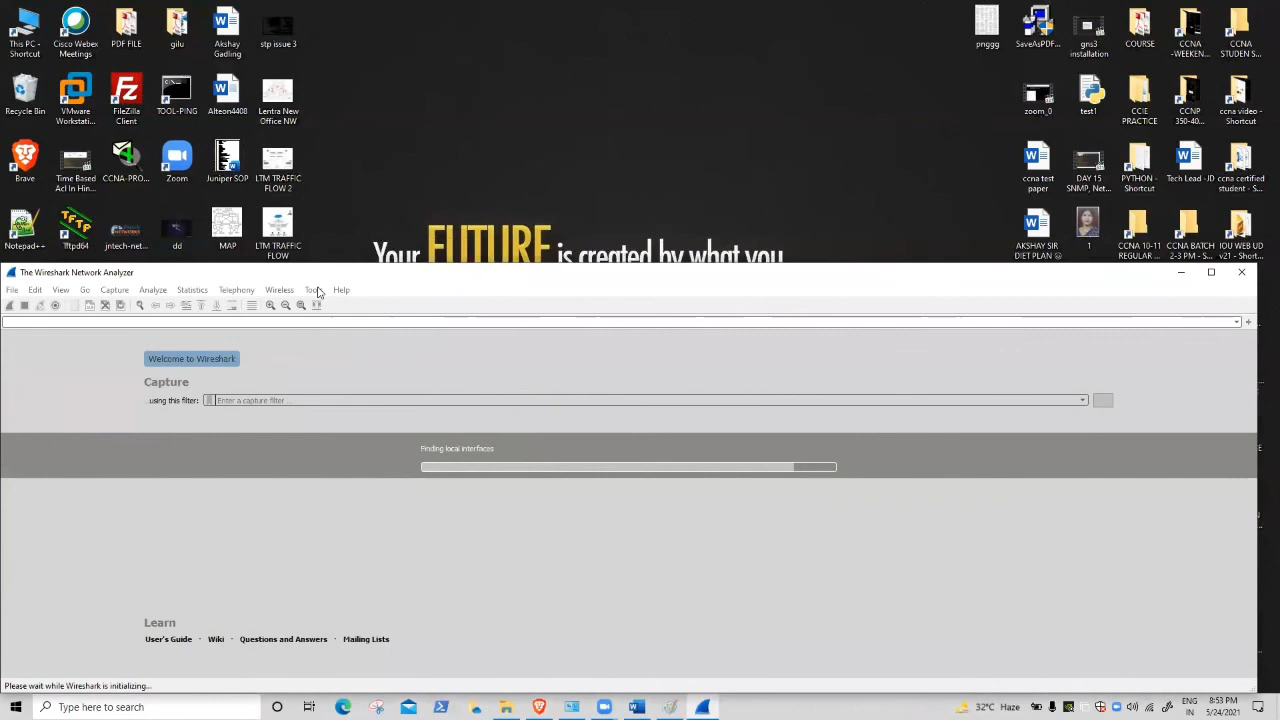 This PC - Shortcut
Cisco Webex Meetings
PDF FILE
gilu
Akshay Gadling
stp issue 3
pnggg
SaveAsPDF...
gns3 installation
COURSE
CCNA -WEEKEN...
CCNA STUDEN S...
Recycle Bin
VMware Workstati...
FileZilla Client
TOOL-PING
Alteon4408
Lentra New Office NW
zoom_0
test1
CCIE PRACTICE
CCNP 350-40...
ccna video - Shortcut
Brave
Time Based Acl In Hin...
CCNA-PRO...
Zoom
Juniper SOP
LTM TRAFFIC FLOW 2
ccna test paper
DAY 15 SNMP, Net...
PYTHON - Shortcut
Tech Lead -JD
ccna certified student - S...
Notepad++
Tftpd64
jntech-net...
dd
MAP
LTM TRAFFIC FLOW
AKSHAY SIR DIET PLAN ☺
1
CCNA 10-11 REGULAR ...
CCNA BATCH 2-3 PM - S...
IOU WEB UD v21 - Short...
Your FUTURE is created by what you
The Wireshark Network Analyzer
File Edit View Go Capture Analyze Statistics Telephony Wireless Tools Help
Welcome to Wireshark
Capture
...using this filter: Enter a capture filter ...
Finding local interfaces
Learn
User's Guide · Wiki · Questions and Answers · Mailing Lists
Please wait while Wireshark is initializing...
Type here to search
32°C Haze
ENG
IN
8:53 PM
5/24/2021